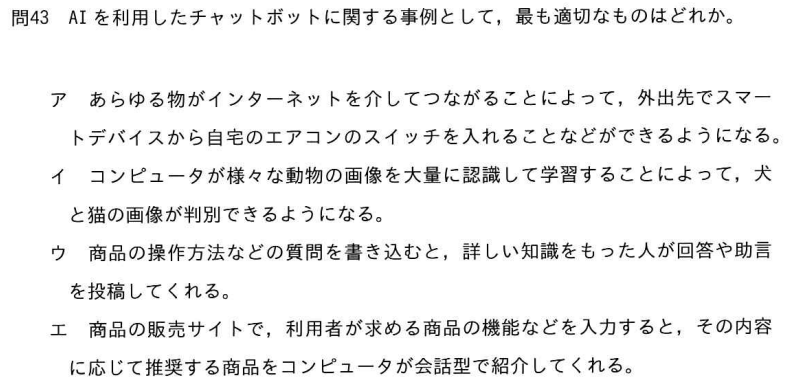 問43　AI を利用したチャットボットに関する事例として，最も適切なものはどれか。
ア　あらゆる物がインターネットを介してつながることによって，外出先でスマー
トデバイスから自宅のエアコンのスイッチを入れることなどができるようになる。
イ　コンピュータが様々な動物の画像を大量に認識して学習することによって，犬
と猫の画像が判別できるようになる。
ウ　商品の操作方法などの質問を書き込むと，詳しい知識をもった人が回答や助言
を投稿してくれる。
エ　商品の販売サイトで，利用者が求める商品の機能などを入力すると，その内容
に応じて推奨する商品をコンピュータが会話型で紹介してくれる。